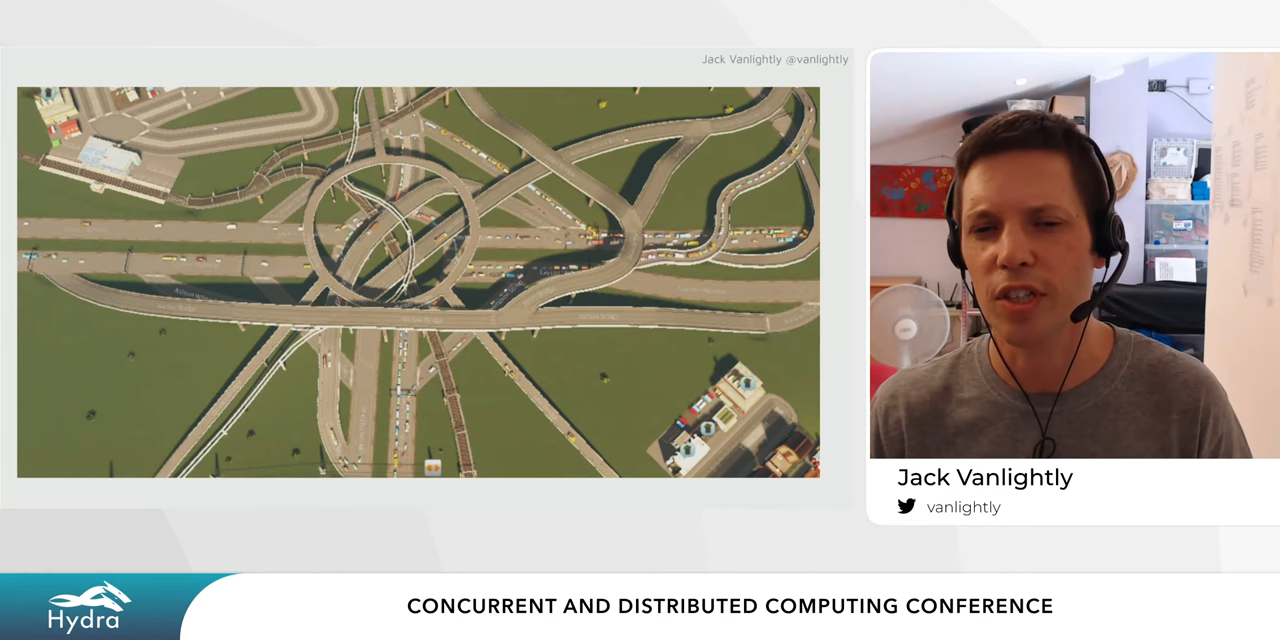 Jack Vanlightly @vanlightly
Jack Vanlightly
vanlightly
Hydra
CONCURRENT AND DISTRIBUTED COMPUTING CONFERENCE